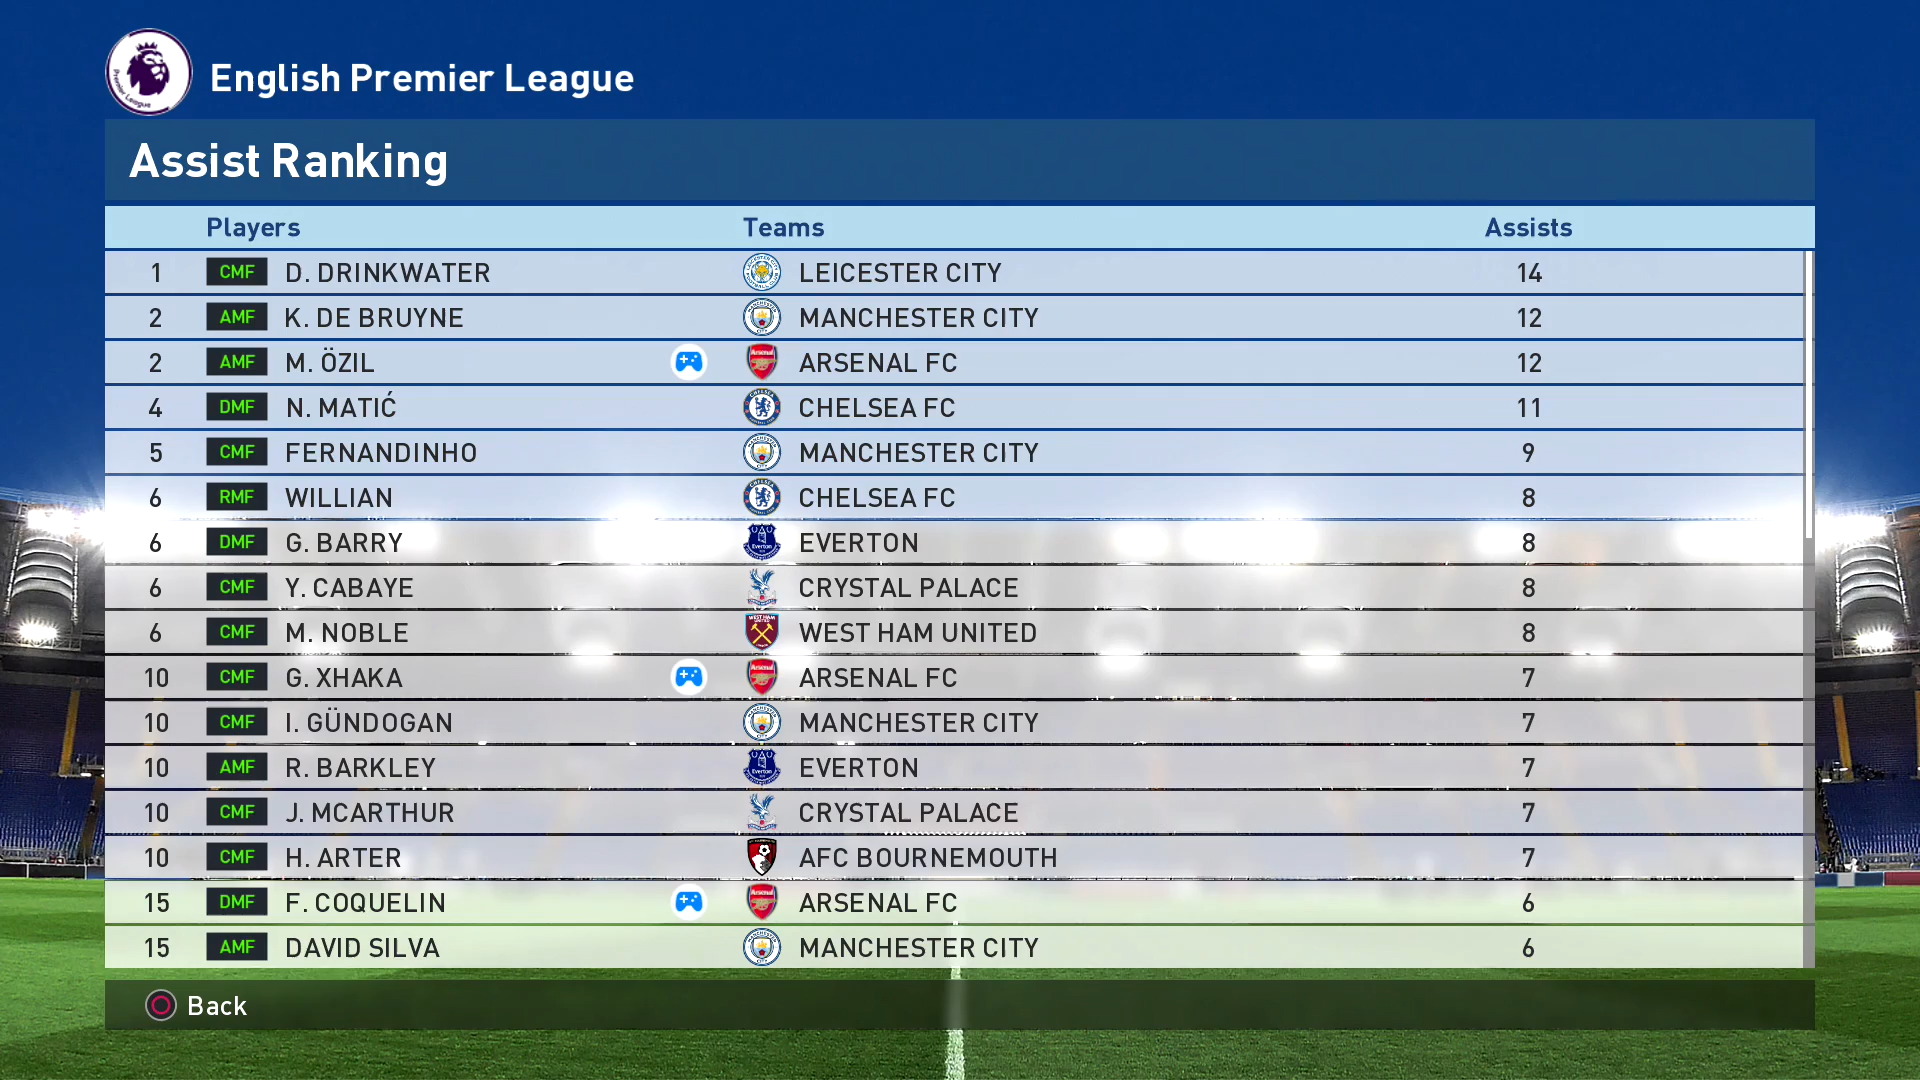 English Premier League
Assist Ranking
Players Teams Assists
1 CMF D. DRINKWATER LEICESTER CITY 14
2 AMF K. DE BRUYNE MANCHESTER CITY 12
2 AMF M. ÖZIL ARSENAL FC 12
4 DMF N. MATIĆ CHELSEA FC 11
5 CMF FERNANDINHO MANCHESTER CITY 9
6 RMF WILLIAN CHELSEA FC 8
6 DMF G. BARRY EVERTON 8
6 CMF Y. CABAYE CRYSTAL PALACE 8
6 CMF M. NOBLE WEST HAM UNITED 8
10 CMF G. XHAKA ARSENAL FC 7
10 CMF I. GÜNDOGAN MANCHESTER CITY 7
10 AMF R. BARKLEY EVERTON 7
10 CMF J. MCARTHUR CRYSTAL PALACE 7
10 CMF H. ARTER AFC BOURNEMOUTH 7
15 DMF F. COQUELIN ARSENAL FC 6
15 AMF DAVID SILVA MANCHESTER CITY 6
Back